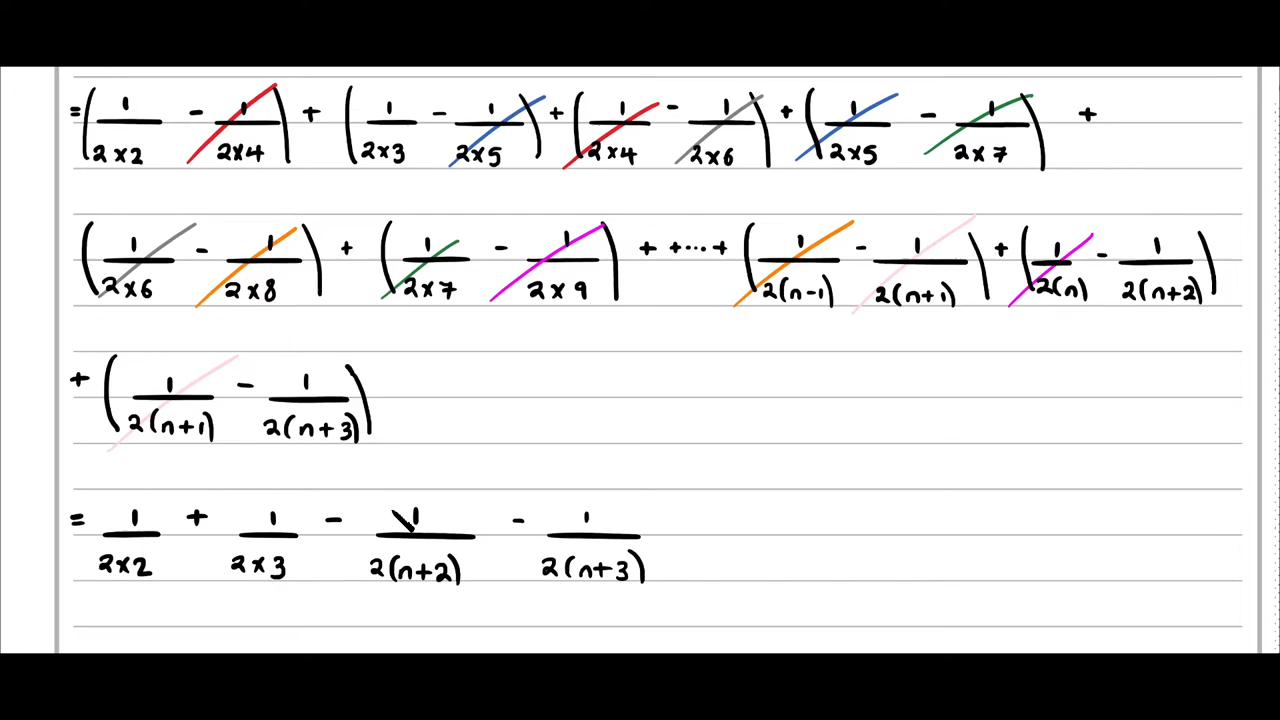 = (1/(2×2) - 1/(2×4)) + (1/(2×3) - 1/(2×5)) + (1/(2×4) - 1/(2×6)) + (1/(2×5) - 1/(2×7)) +
(1/(2×6) - 1/(2×8)) + (1/(2×7) - 1/(2×9)) + +...+ (1/(2(n-1)) - 1/(2(n+1))) + (1/(2(n)) - 1/(2(n+2)))
+ (1/(2(n+1)) - 1/(2(n+3)))
= 1/(2×2) + 1/(2×3) - 1/(2(n+2)) - 1/(2(n+3))